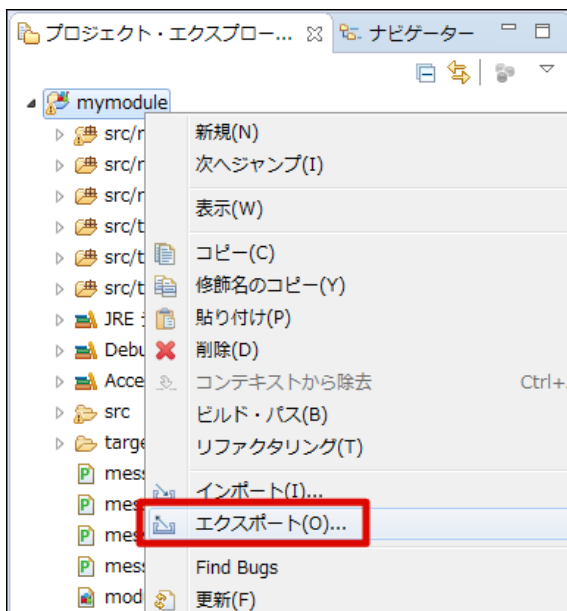 プロジェクト・エクスプロー... ナビゲーター
mymodule
src/r
新規(N)
src/r
次へジャンプ(I)
src/r
表示(W)
src/t
src/t
コピー(C)
src/t
修飾名のコピー(Y)
JRE
貼り付け(P)
Debu
削除(D)
Acce
コンテキストから除去 Ctrl+
src
ビルド・パス(B)
targe
リファクタリング(T)
mess
インポート(I)...
mess
エクスポート(O)...
mess
mess
Find Bugs
modu
更新(F)